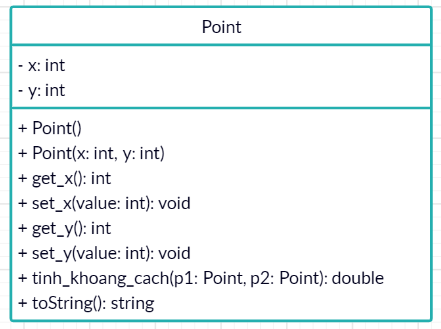 Point
- x: int
- y: int
+ Point()
+ Point(x: int, y: int)
+ get_x(): int
+ set_x(value: int): void
+ get_y(): int
+ set_y(value: int): void
+ tinh_khoang_cach(p1: Point, p2: Point): double
+ toString(): string